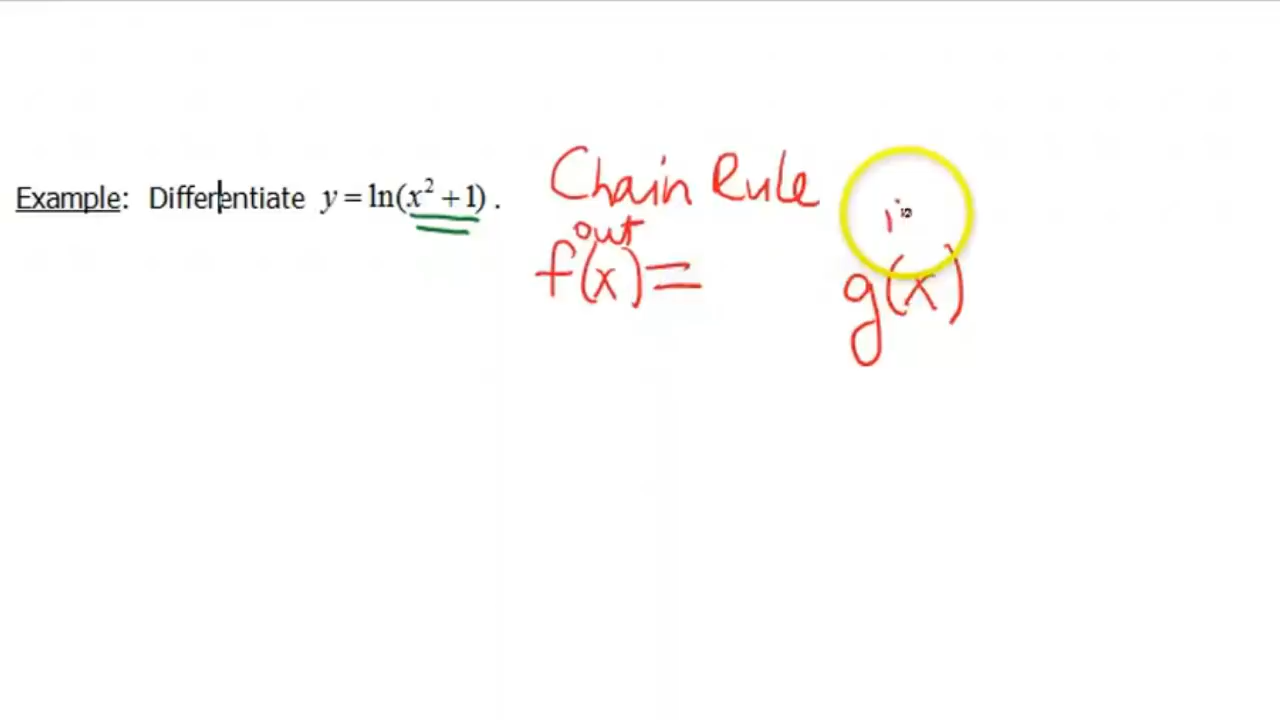 Example: Differentiate y = ln(x² + 1).
Chain Rule
out
f(x) = g(x)